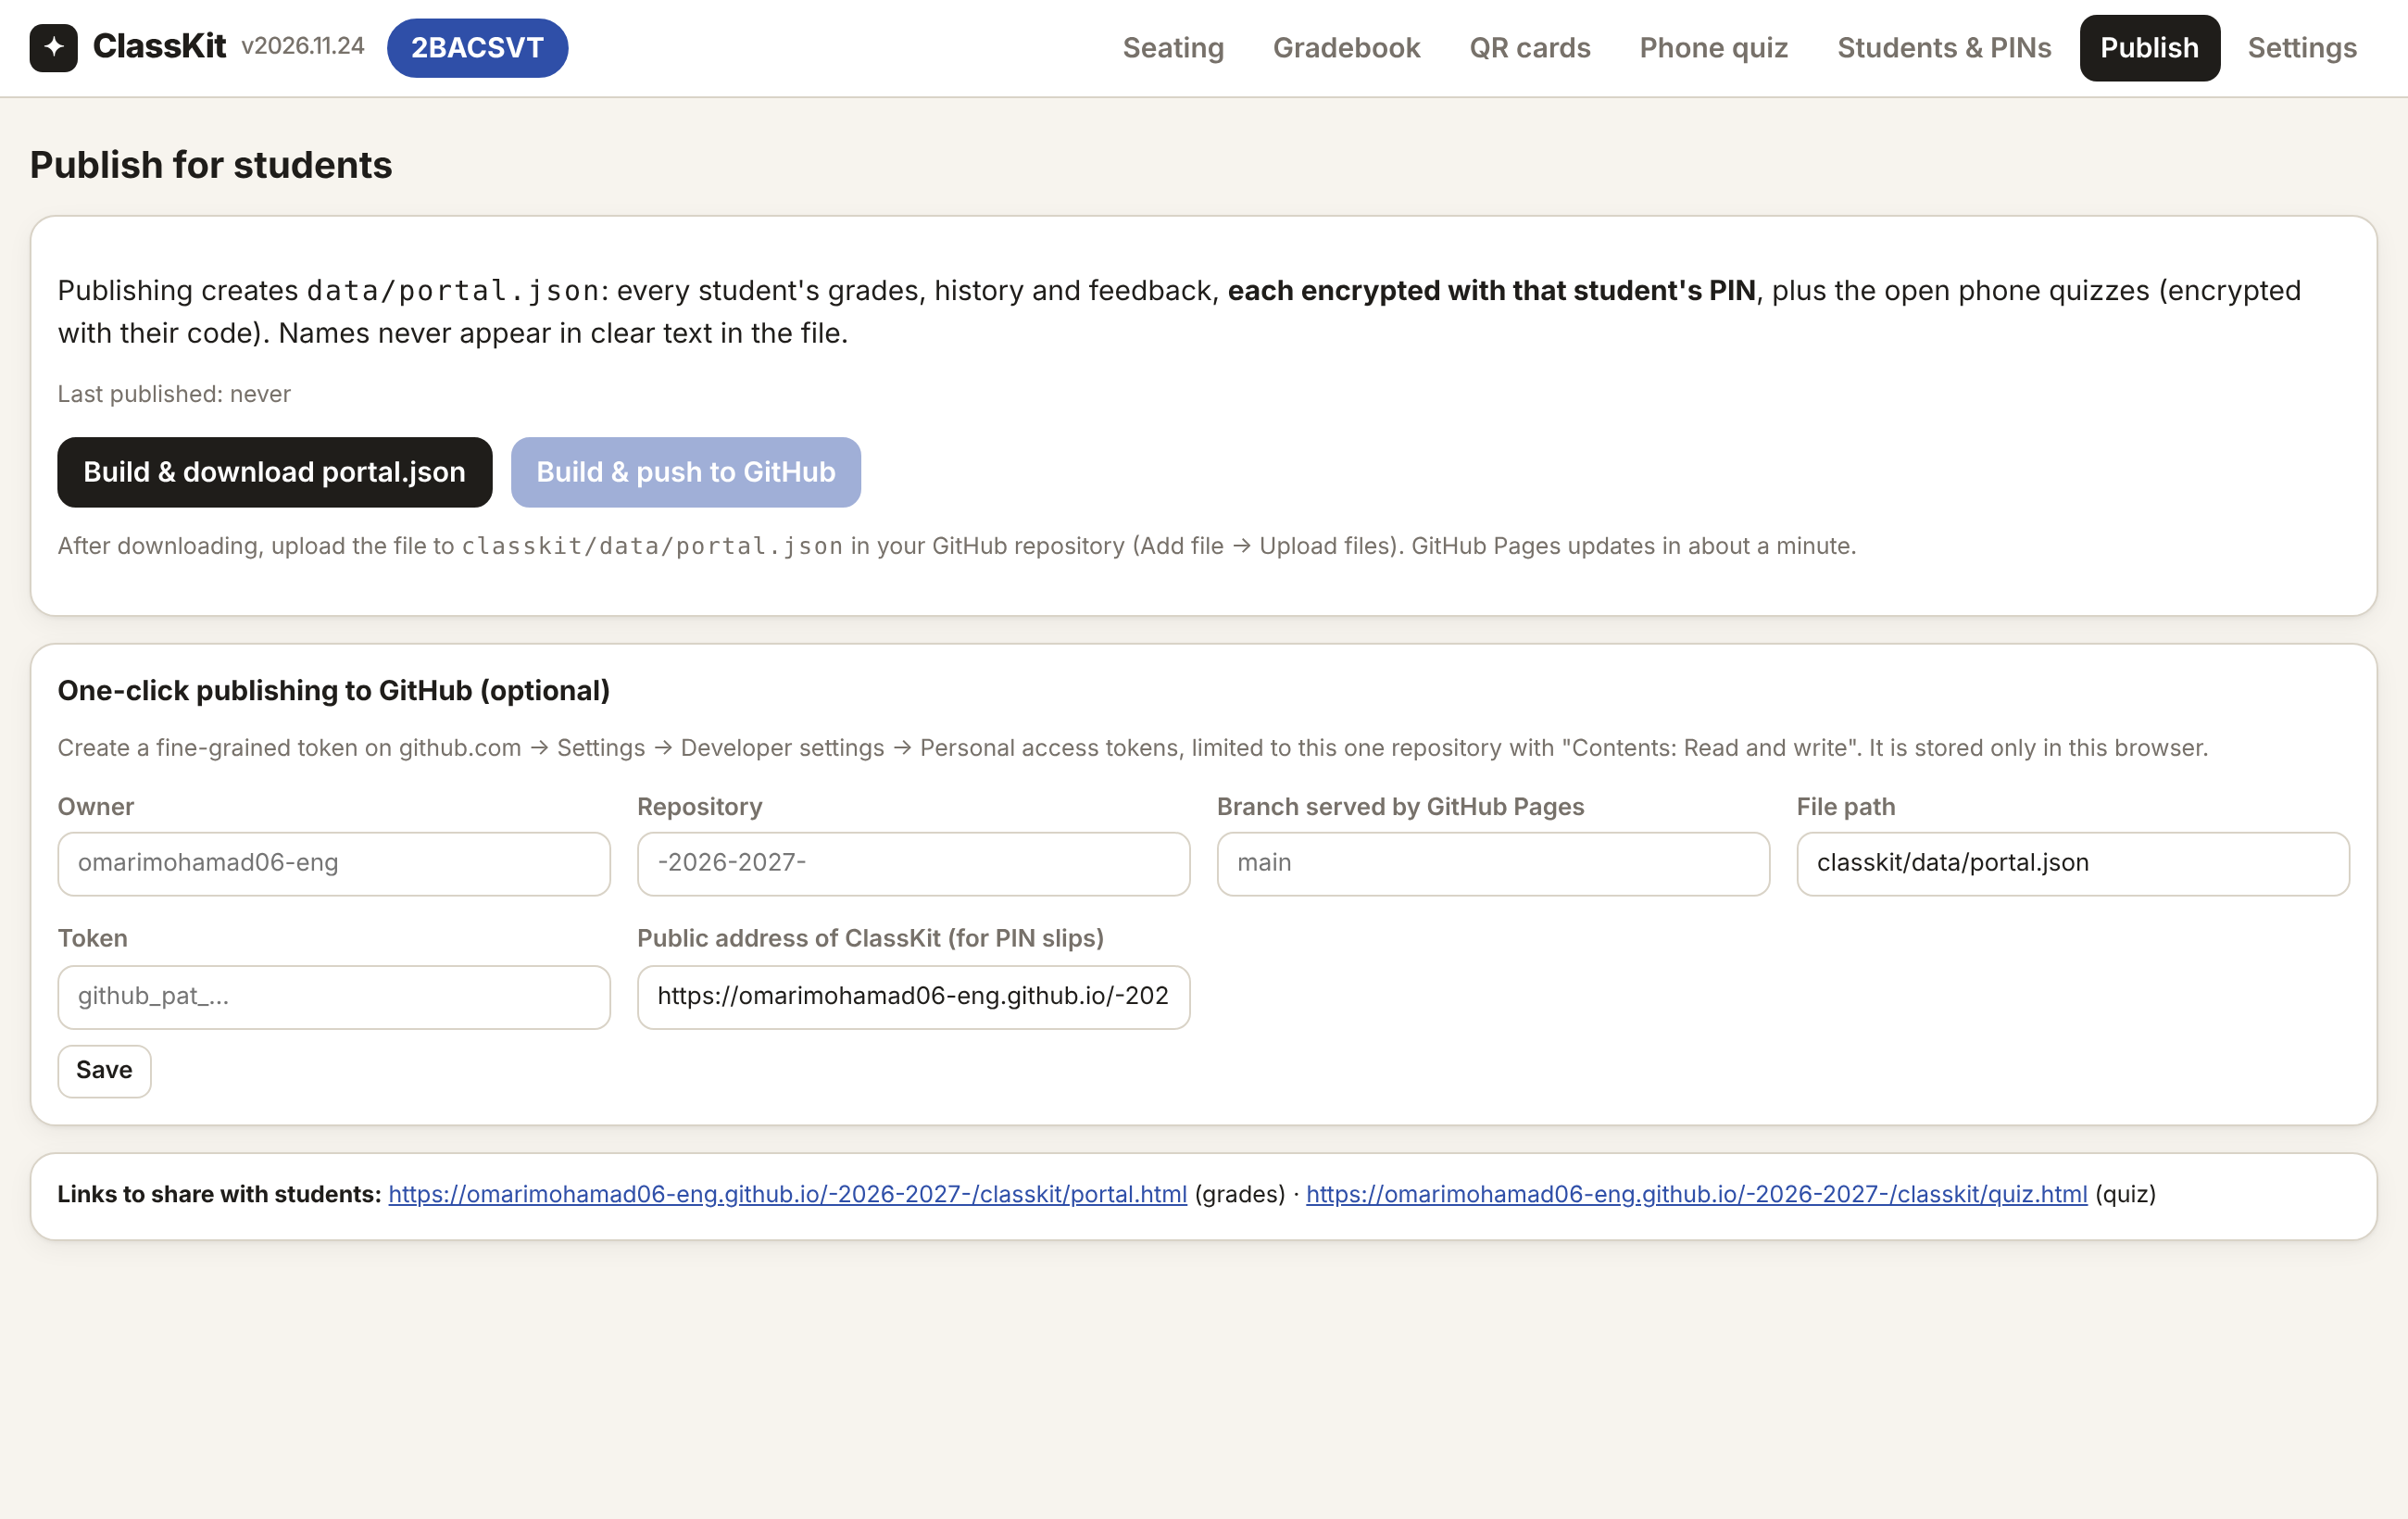 ClassKit v2026.11.24 2BACSVT Seating Gradebook QR cards Phone quiz Students & PINs Publish Settings
Publish for students
Publishing creates data/portal.json: every student's grades, history and feedback, each encrypted with that student's PIN, plus the open phone quizzes (encrypted
with their code). Names never appear in clear text in the file.
Last published: never
Build & download portal.json Build & push to GitHub
After downloading, upload the file to classkit/data/portal.json in your GitHub repository (Add file → Upload files). GitHub Pages updates in about a minute.
One-click publishing to GitHub (optional)
Create a fine-grained token on github.com → Settings → Developer settings → Personal access tokens, limited to this one repository with "Contents: Read and write". It is stored only in this browser.
Owner Repository Branch served by GitHub Pages File path
omarimohamad06-eng -2026-2027- main classkit/data/portal.json
Token Public address of ClassKit (for PIN slips)
github_pat_... https://omarimohamad06-eng.github.io/-202
Save
Links to share with students: https://omarimohamad06-eng.github.io/-2026-2027-/classkit/portal.html (grades) · https://omarimohamad06-eng.github.io/-2026-2027-/classkit/quiz.html (quiz)